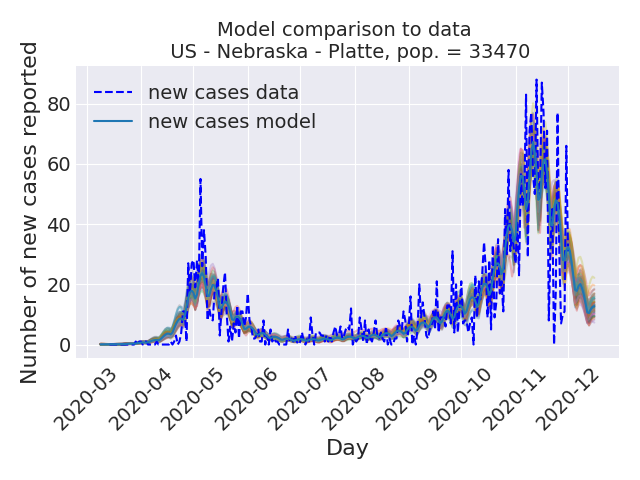 Model comparison to data
US - Nebraska - Platte, pop. = 33470
Number of new cases reported
80
60
40
20
0
new cases data
new cases model
2020-03
2020-04
2020-05
2020-06
2020-07
2020-08
2020-09
2020-10
2020-11
2020-12
Day